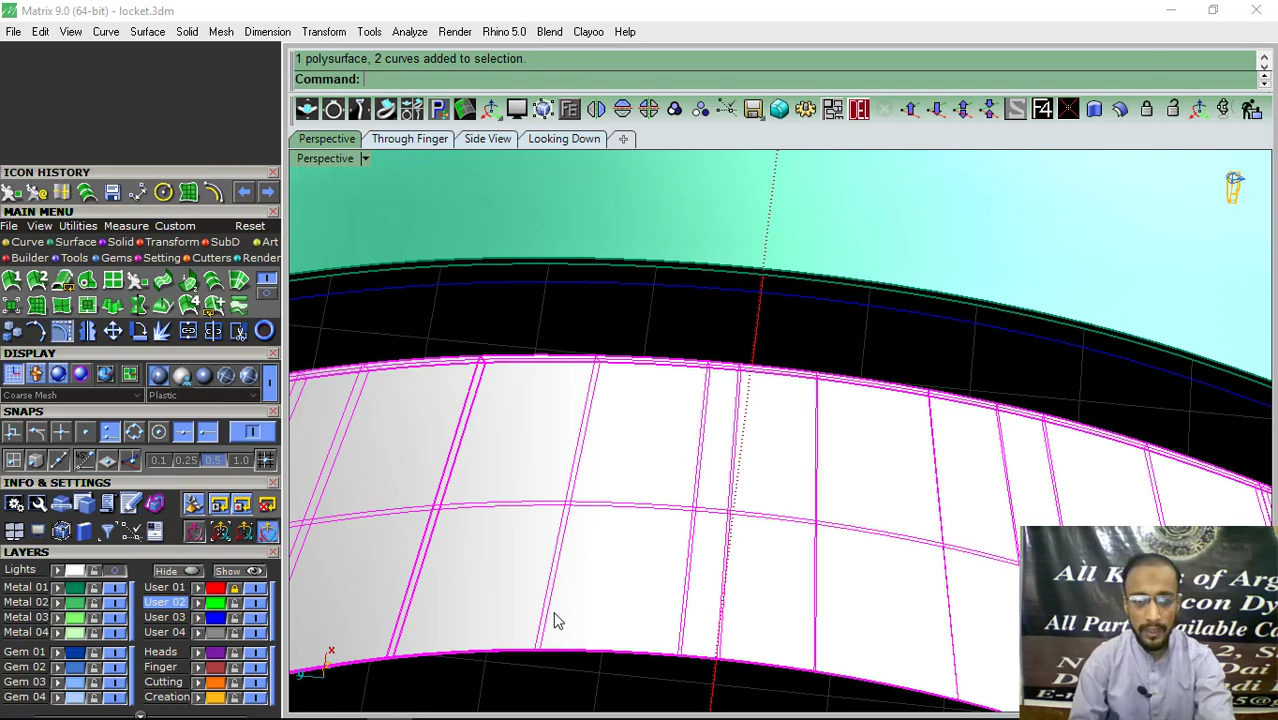 Matrix 9.0 (64-bit) - locket.3dm
File Edit View Curve Surface Solid Mesh Dimension Transform Tools Analyze Render Rhino 5.0 Blend Clayoo Help
1 polysurface, 2 curves added to selection.
Command:
Perspective Through Finger Side View Looking Down
Perspective
ICON HISTORY
MAIN MENU
File View Utilities Measure Custom Reset
Curve Surface Solid Transform SubD Art
Builder Tools Gems Setting Cutters Render
DISPLAY
Coarse Mesh Plastic
SNAPS
0.1 0.25 0.5 1.0
INFO & SETTINGS
LAYERS
Lights Hide Show
Metal 01 User 01
Metal 02 User 02
Metal 03 User 03
Metal 04 User 04
Gem 01 Heads
Gem 02 Finger
Gem 03 Cutting
Gem 04 Creation
x
y
F4
DEL
All K
of Arg
con Dy
All Pa
vailable Ca